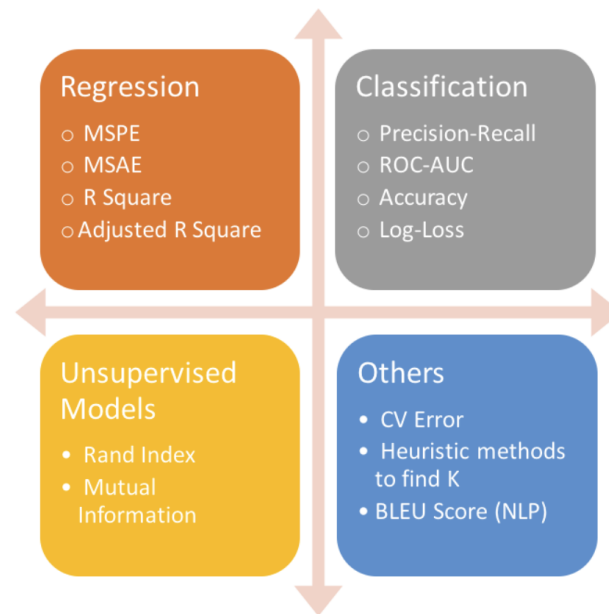 Regression
○ MSPE
○ MSAE
○ R Square
○ Adjusted R Square
Classification
○ Precision-Recall
○ ROC-AUC
○ Accuracy
○ Log-Loss
Unsupervised
Models
• Rand Index
• Mutual
Information
Others
• CV Error
• Heuristic methods
to find K
• BLEU Score (NLP)